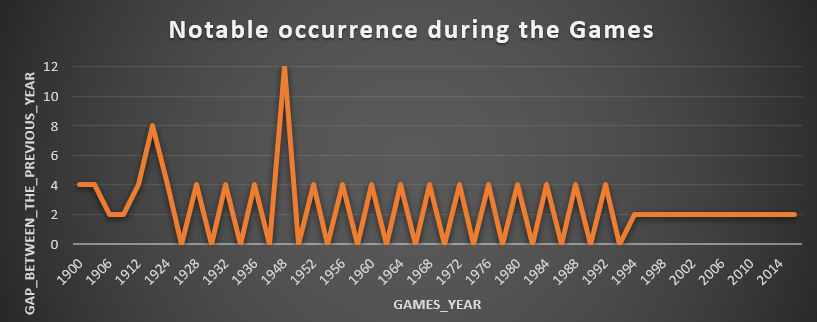 Notable occurrence during the Games
GAP_BETWEEN_THE_PREVIOUS_YEAR
12
10
8
6
4
2
0
1900 1906 1912 1924 1928 1932 1936 1948 1952 1956 1960 1964 1968 1972 1976 1980 1984 1988 1992 1994 1998 2002 2006 2010 2014
GAMES_YEAR